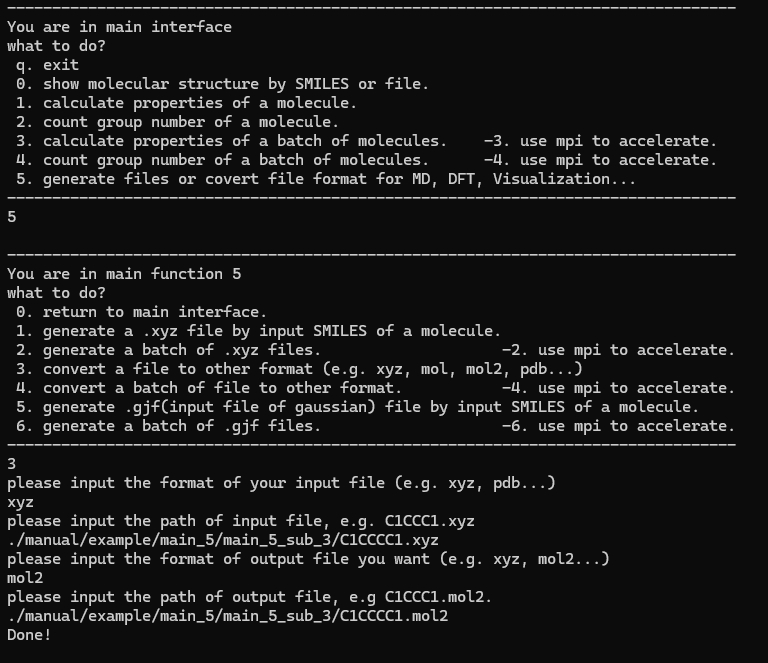 --------------------------------------------------------------------------------
You are in main interface
what to do?
 q. exit
 0. show molecular structure by SMILES or file.
 1. calculate properties of a molecule.
 2. count group number of a molecule.
 3. calculate properties of a batch of molecules.    -3. use mpi to accelerate.
 4. count group number of a batch of molecules.      -4. use mpi to accelerate.
 5. generate files or covert file format for MD, DFT, Visualization...
--------------------------------------------------------------------------------
5

--------------------------------------------------------------------------------
You are in main function 5
what to do?
 0. return to main interface.
 1. generate a .xyz file by input SMILES of a molecule.
 2. generate a batch of .xyz files.                    -2. use mpi to accelerate.
 3. convert a file to other format (e.g. xyz, mol, mol2, pdb...)
 4. convert a batch of file to other format.           -4. use mpi to accelerate.
 5. generate .gjf(input file of gaussian) file by input SMILES of a molecule.
 6. generate a batch of .gjf files.                    -6. use mpi to accelerate.
--------------------------------------------------------------------------------
3
please input the format of your input file (e.g. xyz, pdb...)
xyz
please input the path of input file, e.g. C1CCC1.xyz
./manual/example/main_5/main_5_sub_3/C1CCCC1.xyz
please input the format of output file you want (e.g. xyz, mol2...)
mol2
please input the path of output file, e.g C1CCC1.mol2.
./manual/example/main_5/main_5_sub_3/C1CCCC1.mol2
Done!